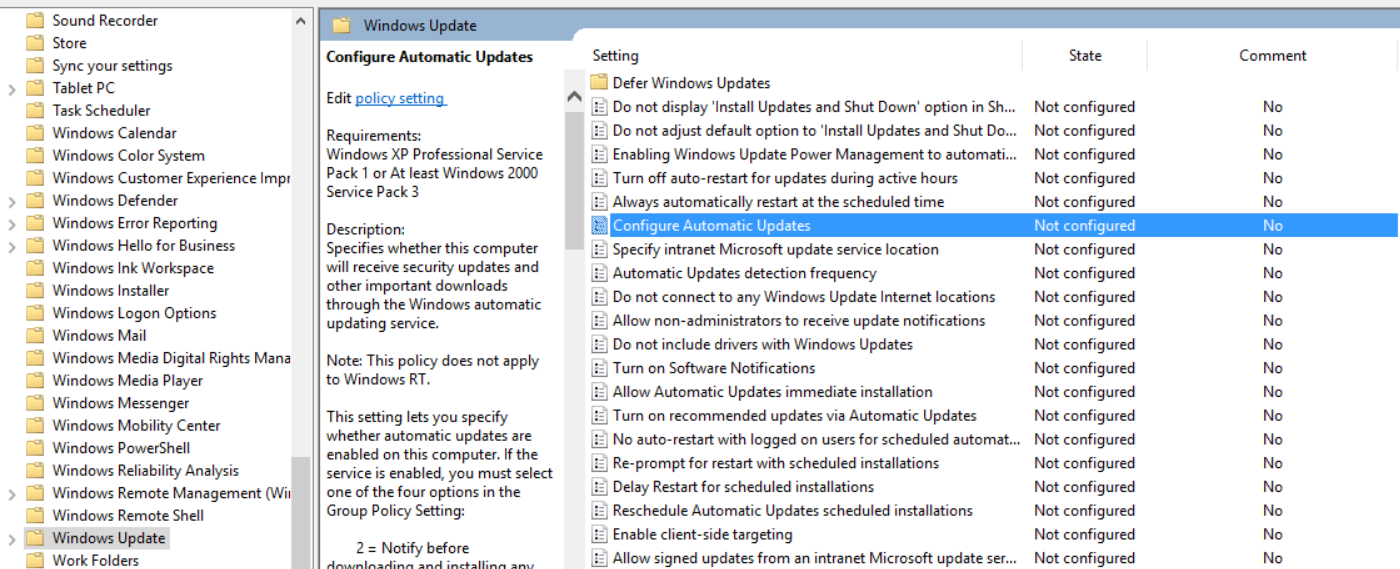 Sound Recorder
Store
Sync your settings
Tablet PC
Task Scheduler
Windows Calendar
Windows Color System
Windows Customer Experience Impr
Windows Defender
Windows Error Reporting
Windows Hello for Business
Windows Ink Workspace
Windows Installer
Windows Logon Options
Windows Mail
Windows Media Digital Rights Mana
Windows Media Player
Windows Messenger
Windows Mobility Center
Windows PowerShell
Windows Reliability Analysis
Windows Remote Management (Wi
Windows Remote Shell
Windows Update
Work Folders
Windows Update
Configure Automatic Updates
Edit policy setting
Requirements:
Windows XP Professional Service
Pack 1 or At least Windows 2000
Service Pack 3
Description:
Specifies whether this computer
will receive security updates and
other important downloads
through the Windows automatic
updating service.
Note: This policy does not apply
to Windows RT.
This setting lets you specify
whether automatic updates are
enabled on this computer. If the
service is enabled, you must select
one of the four options in the
Group Policy Setting:
2 = Notify before
downloading and installing any
Setting State Comment
Defer Windows Updates
Do not display 'Install Updates and Shut Down' option in Sh... Not configured No
Do not adjust default option to 'Install Updates and Shut Do... Not configured No
Enabling Windows Update Power Management to automati... Not configured No
Turn off auto-restart for updates during active hours Not configured No
Always automatically restart at the scheduled time Not configured No
Configure Automatic Updates Not configured No
Specify intranet Microsoft update service location Not configured No
Automatic Updates detection frequency Not configured No
Do not connect to any Windows Update Internet locations Not configured No
Allow non-administrators to receive update notifications Not configured No
Do not include drivers with Windows Updates Not configured No
Turn on Software Notifications Not configured No
Allow Automatic Updates immediate installation Not configured No
Turn on recommended updates via Automatic Updates Not configured No
No auto-restart with logged on users for scheduled automat... Not configured No
Re-prompt for restart with scheduled installations Not configured No
Delay Restart for scheduled installations Not configured No
Reschedule Automatic Updates scheduled installations Not configured No
Enable client-side targeting Not configured No
Allow signed updates from an intranet Microsoft update ser... Not configured No